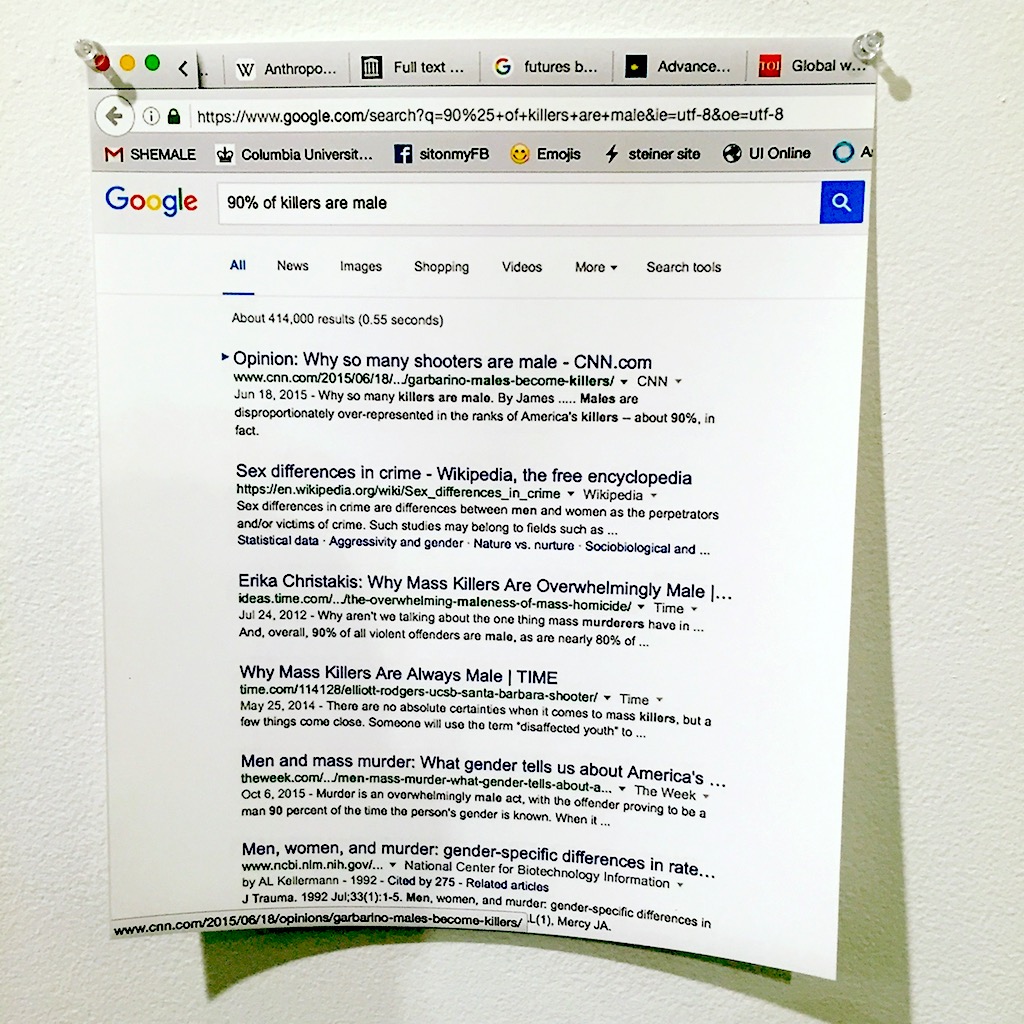 Anthropo...
Full text ...
futures b...
Advance...
TOI
Global w...
https://www.google.com/search?q=90%25+of+killers+are+male&ie=utf-8&oe=utf-8
SHEMALE
Columbia Universit...
sitonmyFB
Emojis
steiner site
UI Online
A
Google
90% of killers are male
All
News
Images
Shopping
Videos
More
Search tools
About 414,000 results (0.55 seconds)
Opinion: Why so many shooters are male - CNN.com
www.cnn.com/2015/06/18/.../garbarino-males-become-killers/ CNN
Jun 18, 2015 - Why so many killers are male. By James ..... Males are
disproportionately over-represented in the ranks of America's killers -- about 90%, in
fact.
Sex differences in crime - Wikipedia, the free encyclopedia
https://en.wikipedia.org/wiki/Sex_differences_in_crime Wikipedia
Sex differences in crime are differences between men and women as the perpetrators
and/or victims of crime. Such studies may belong to fields such as ...
Statistical data · Aggressivity and gender · Nature vs. nurture · Sociobiological and ...
Erika Christakis: Why Mass Killers Are Overwhelmingly Male |...
ideas.time.com/.../the-overwhelming-maleness-of-mass-homicide/ Time
Jul 24, 2012 - Why aren't we talking about the one thing mass murderers have in ...
And, overall, 90% of all violent offenders are male, as are nearly 80% of ...
Why Mass Killers Are Always Male | TIME
time.com/114128/elliott-rodgers-ucsb-santa-barbara-shooter/ Time
May 25, 2014 - There are no absolute certainties when it comes to mass killers, but a
few things come close. Someone will use the term "disaffected youth" to ...
Men and mass murder: What gender tells us about America's ...
theweek.com/.../men-mass-murder-what-gender-tells-about-a... The Week
Oct 6, 2015 - Murder is an overwhelmingly male act, with the offender proving to be a
man 90 percent of the time the person's gender is known. When it ...
Men, women, and murder: gender-specific differences in rate...
www.ncbi.nlm.nih.gov/... National Center for Biotechnology Information
by AL Kellermann - 1992 - Cited by 275 - Related articles
J Trauma. 1992 Jul;33(1):1-5. Men, women, and murder: gender-specific differences in
L(1), Mercy JA.
www.cnn.com/2015/06/18/opinions/garbarino-males-become-killers/